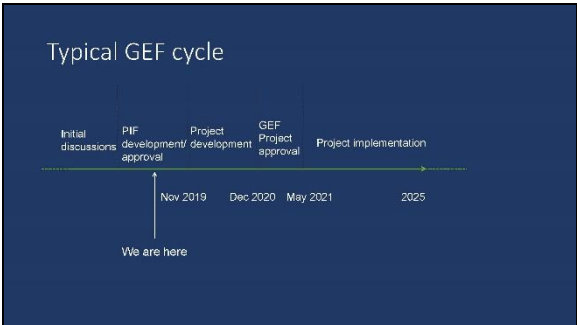 Typical GEF cycle
Initial
discussions
PIF
development/
approval
Project
development
GEF
Project
approval
Project implementation
Nov 2019
Dec 2020
May 2021
2025
We are here